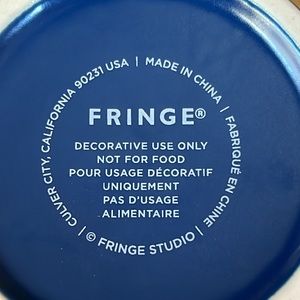 CULVER CITY, CALIFORNIA 90231 USA | MADE IN CHINA | FABRIQUÉ EN CHINE | © FRINGE STUDIO |
FRINGE®
DECORATIVE USE ONLY
NOT FOR FOOD
POUR USAGE DÉCORATIF
UNIQUEMENT
PAS D'USAGE
ALIMENTAIRE